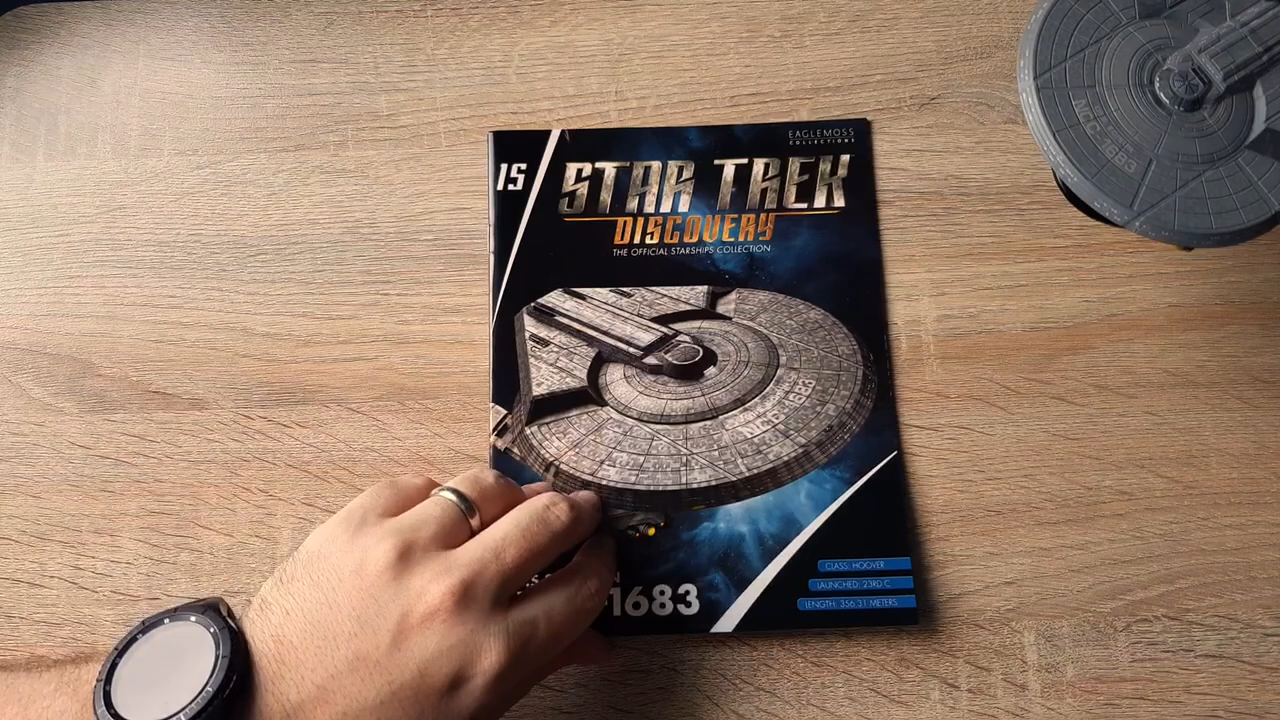 EAGLEMOSS
COLLECTIONS
15
STAR TREK
DISCOVERY
THE OFFICIAL STARSHIPS COLLECTION
NCC-1683
NCC-1683
CLASS: HOOVER
LAUNCHED: 23RD C.
LENGTH: 356.31 METERS
1683